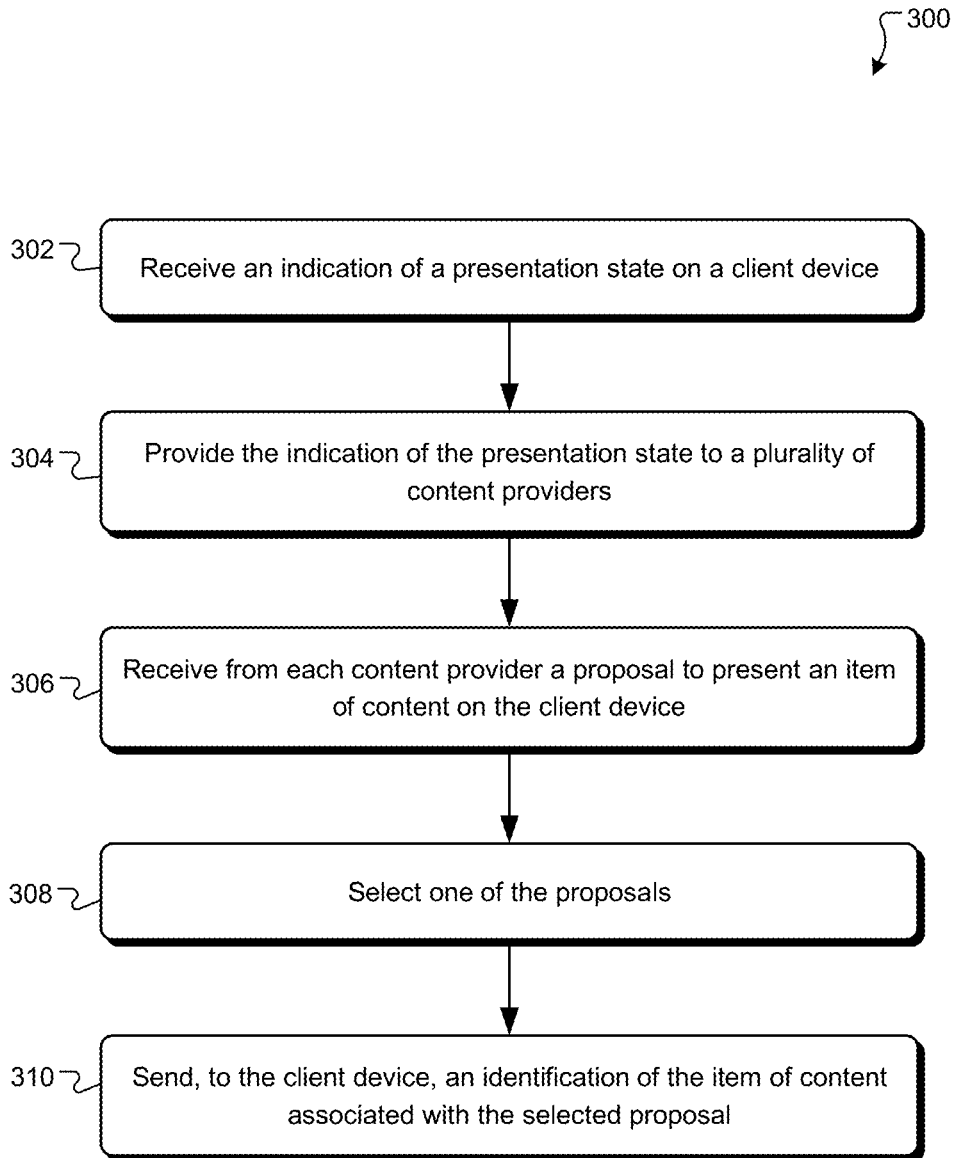 300
302
Receive an indication of a presentation state on a client device
304
Provide the indication of the presentation state to a plurality of
content providers
306
Receive from each content provider a proposal to present an item
of content on the client device
308
Select one of the proposals
310
Send, to the client device, an identification of the item of content
associated with the selected proposal